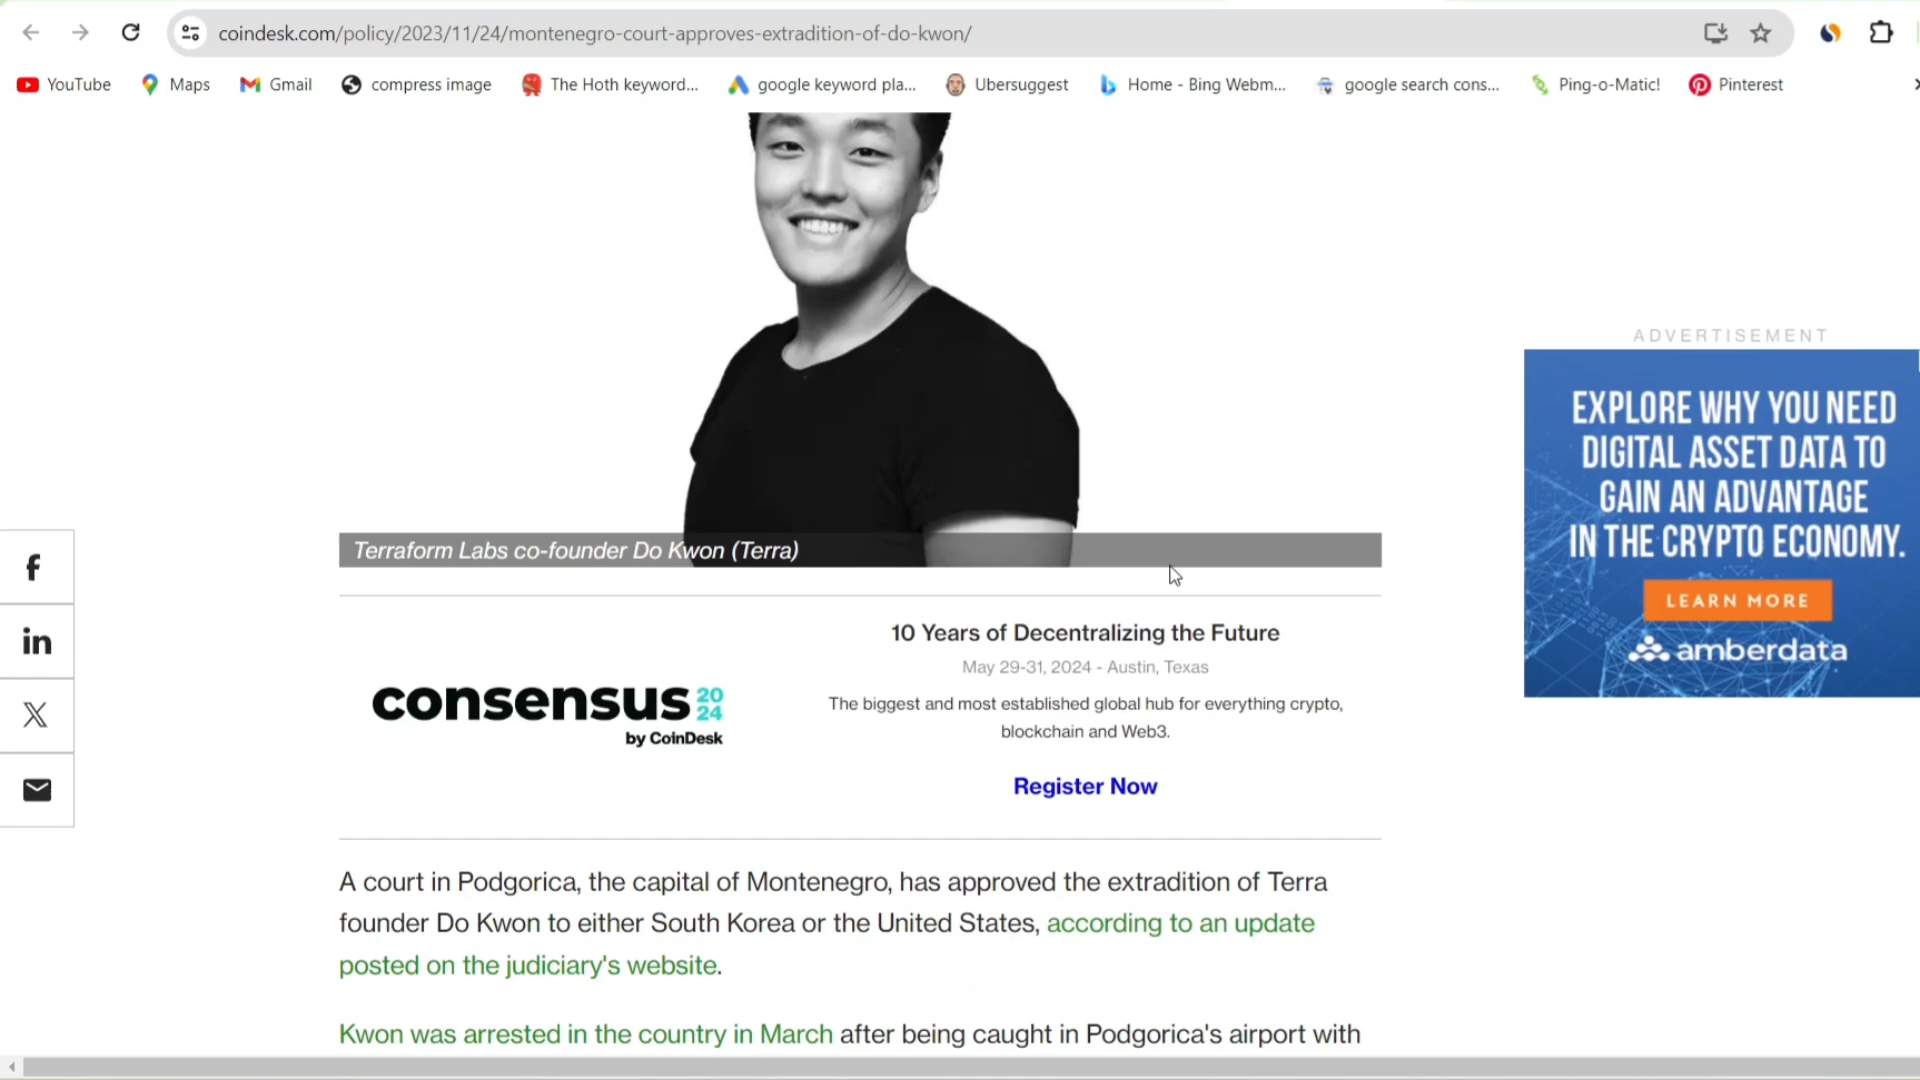 coindesk.com/policy/2023/11/24/montenegro-court-approves-extradition-of-do-kwon/
YouTube Maps Gmail compress image The Hoth keyword... google keyword pla... Ubersuggest Home - Bing Webm... google search cons... Ping-o-Matic! Pinterest
Terraform Labs co-founder Do Kwon (Terra)
ADVERTISEMENT
EXPLORE WHY YOU NEED
DIGITAL ASSET DATA TO
GAIN AN ADVANTAGE
IN THE CRYPTO ECONOMY.
LEARN MORE
amberdata
f
in
X
consensus 20
24
by CoinDesk
10 Years of Decentralizing the Future
May 29-31, 2024 - Austin, Texas
The biggest and most established global hub for everything crypto,
blockchain and Web3.
Register Now
A court in Podgorica, the capital of Montenegro, has approved the extradition of Terra
founder Do Kwon to either South Korea or the United States, according to an update
posted on the judiciary's website.
Kwon was arrested in the country in March after being caught in Podgorica's airport with